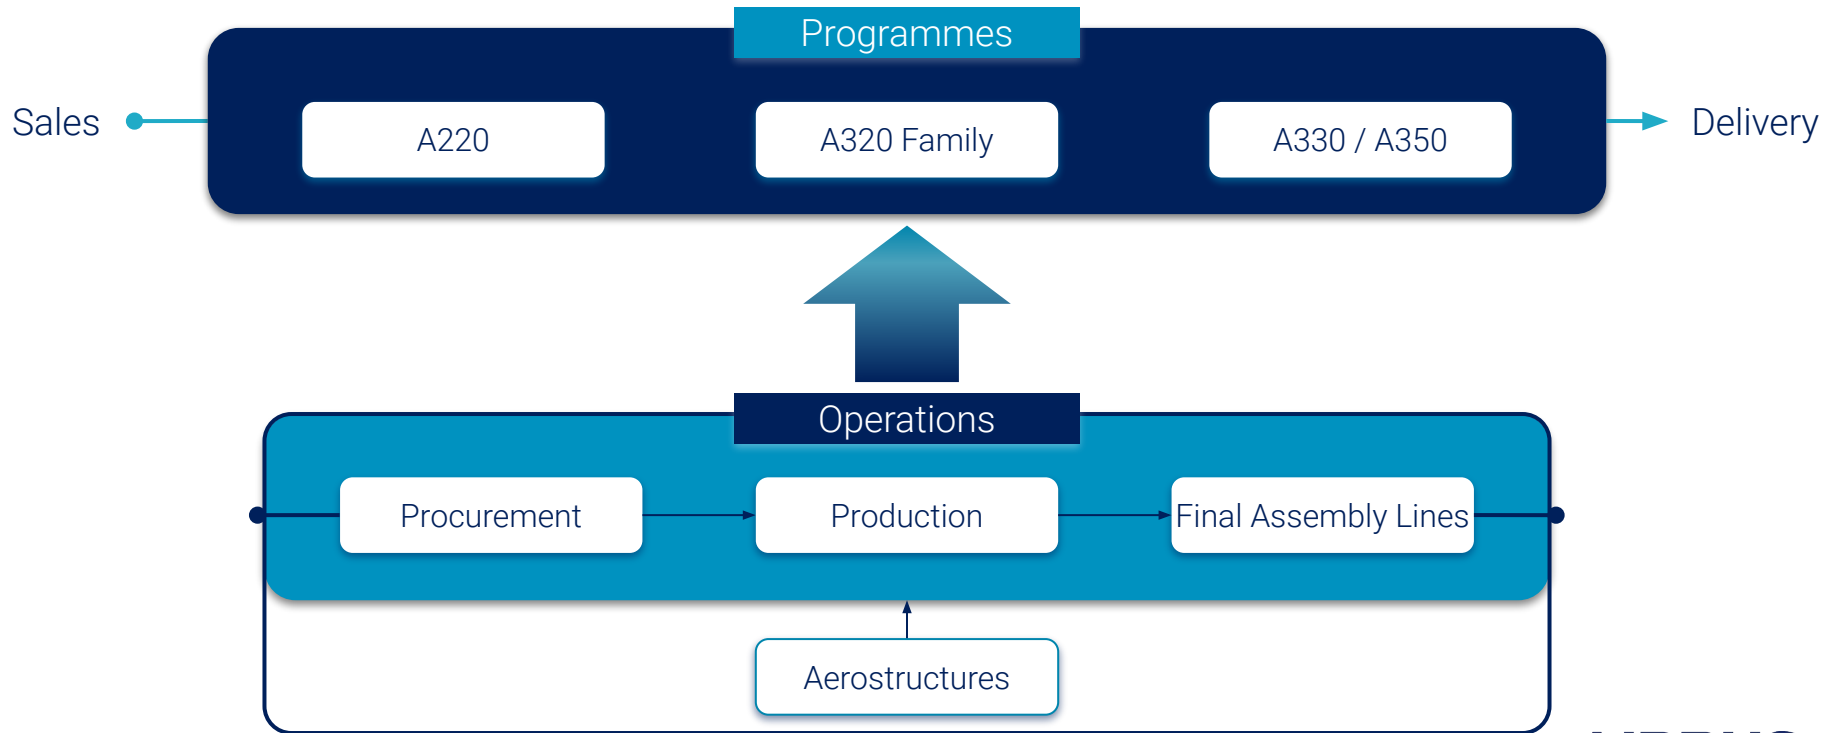 Programmes
Sales
A220
A320 Family
A330 / A350
Delivery
Operations
Procurement
Production
Final Assembly Lines
Aerostructures